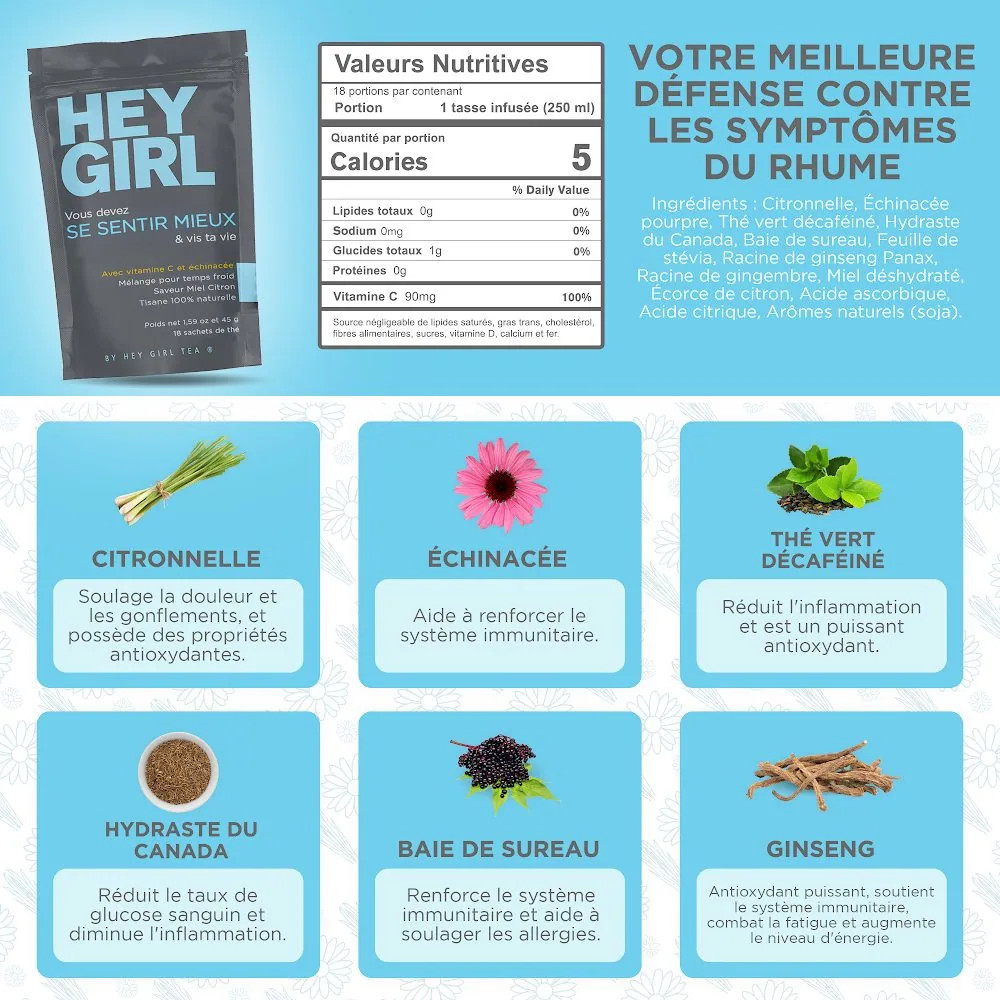 HEY
GIRL
Vous devez
SE SENTIR MIEUX
& vis ta vie
Avec vitamine C et échinacée
Mélange pour temps froid
Saveur Miel Citron
Tisane 100% naturelle
Poids net 1,59 oz et 45 g
18 sachets de thé
BY HEY GIRL TEA ®
Valeurs Nutritives
18 portions par contenant
Portion 1 tasse infusée (250 ml)
Quantité par portion
Calories 5
% Daily Value
Lipides totaux 0g 0%
Sodium 0mg 0%
Glucides totaux 1g 0%
Protéines 0g
Vitamine C 90mg 100%
Source négligeable de lipides saturés, gras trans, cholestérol,
fibres alimentaires, sucres, vitamine D, calcium et fer.
VOTRE MEILLEURE
DÉFENSE CONTRE
LES SYMPTÔMES
DU RHUME
Ingrédients : Citronnelle, Échinacée
pourpre, Thé vert décaféiné, Hydraste
du Canada, Baie de sureau, Feuille de
stévia, Racine de ginseng Panax,
Racine de gingembre, Miel déshydraté,
Écorce de citron, Acide ascorbique,
Acide citrique, Arômes naturels (soja).
CITRONNELLE
Soulage la douleur et
les gonflements, et
possède des propriétés
antioxydantes.
ÉCHINACÉE
Aide à renforcer le
système immunitaire.
THÉ VERT
DÉCAFÉINÉ
Réduit l'inflammation
et est un puissant
antioxydant.
HYDRASTE DU
CANADA
Réduit le taux de
glucose sanguin et
diminue l'inflammation.
BAIE DE SUREAU
Renforce le système
immunitaire et aide à
soulager les allergies.
GINSENG
Antioxydant puissant, soutient
le système immunitaire,
combat la fatigue et augmente
le niveau d'énergie.